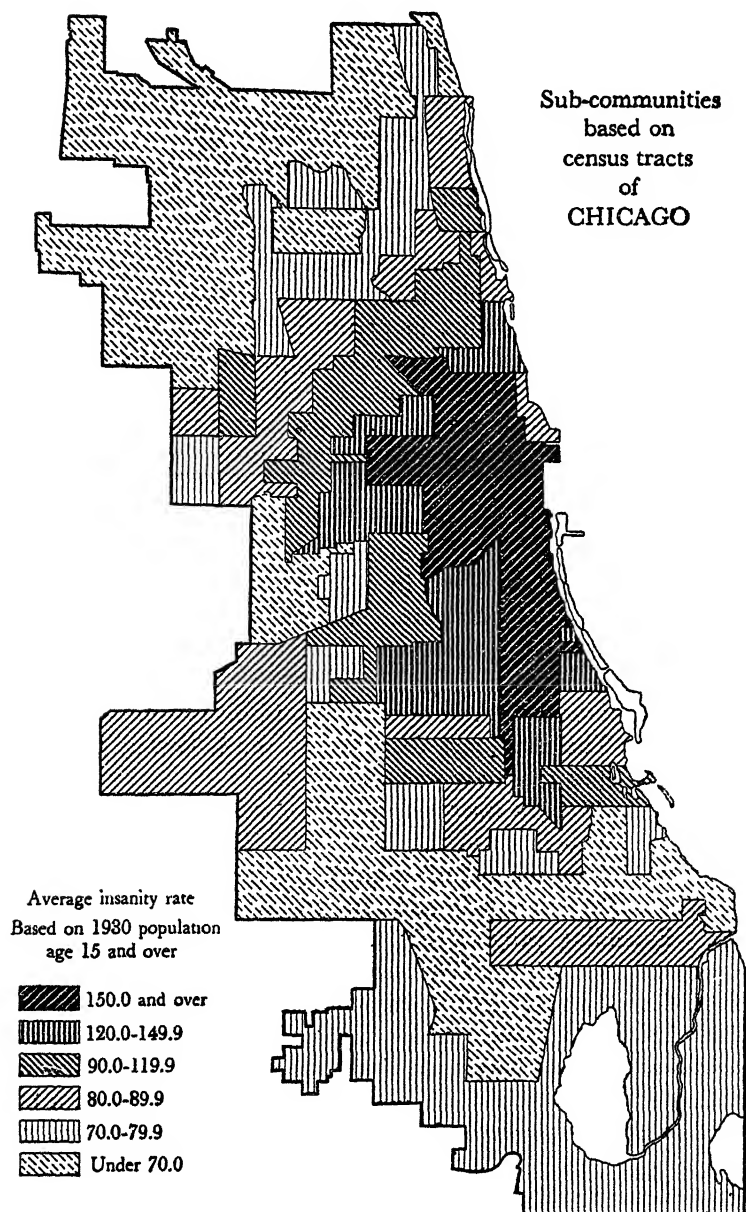 Sub-communities
based on
census tracts
of
CHICAGO
Average insanity rate
Based on 1930 population
age 15 and over
150.0 and over
120.0-149.9
90.0-119.9
80.0-89.9
70.0-79.9
Under 70.0